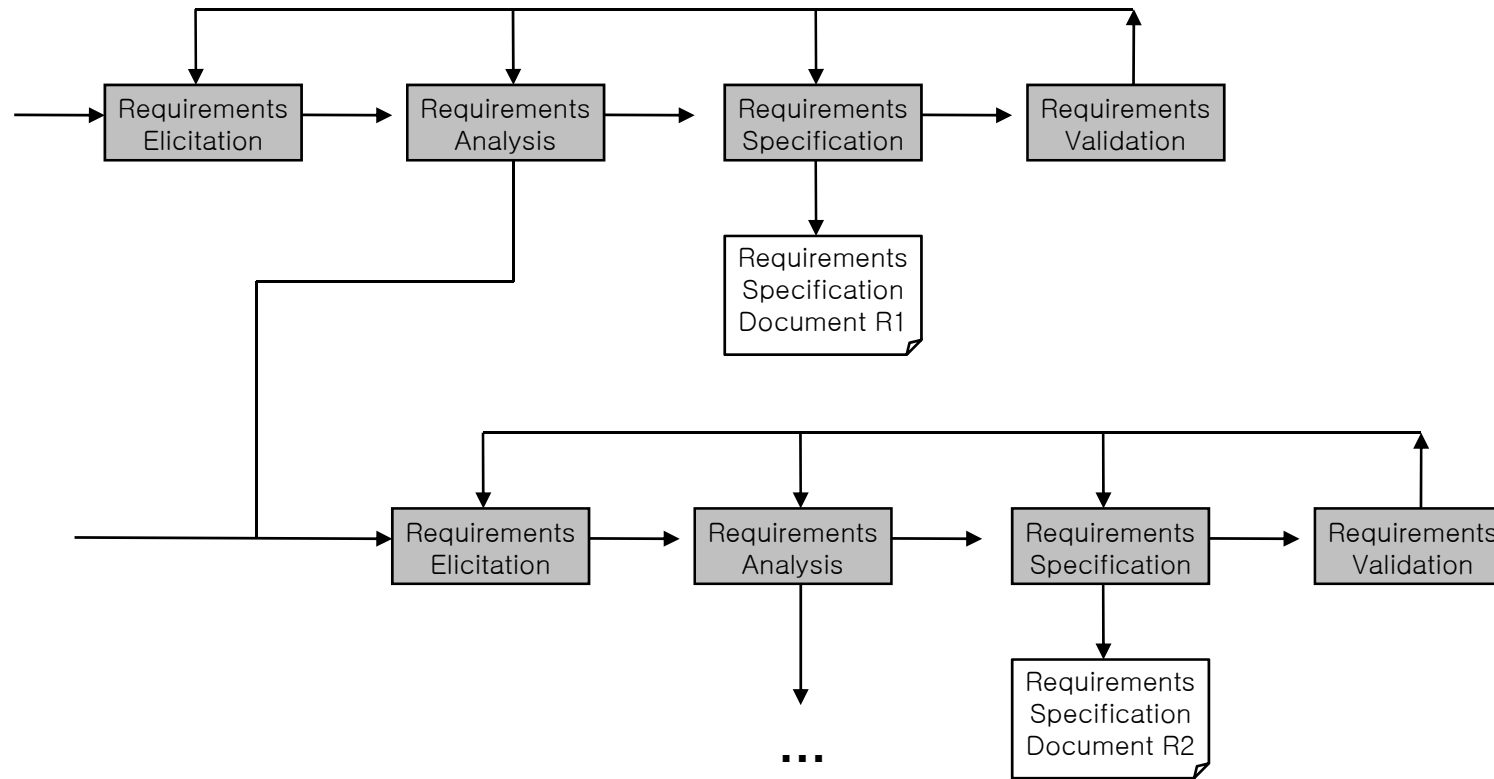 Requirements
Elicitation
Requirements
Analysis
Requirements
Specification
Requirements
Validation
Requirements
Specification
Document R1
Requirements
Elicitation
Requirements
Analysis
Requirements
Specification
Requirements
Validation
Requirements
Specification
Document R2
...